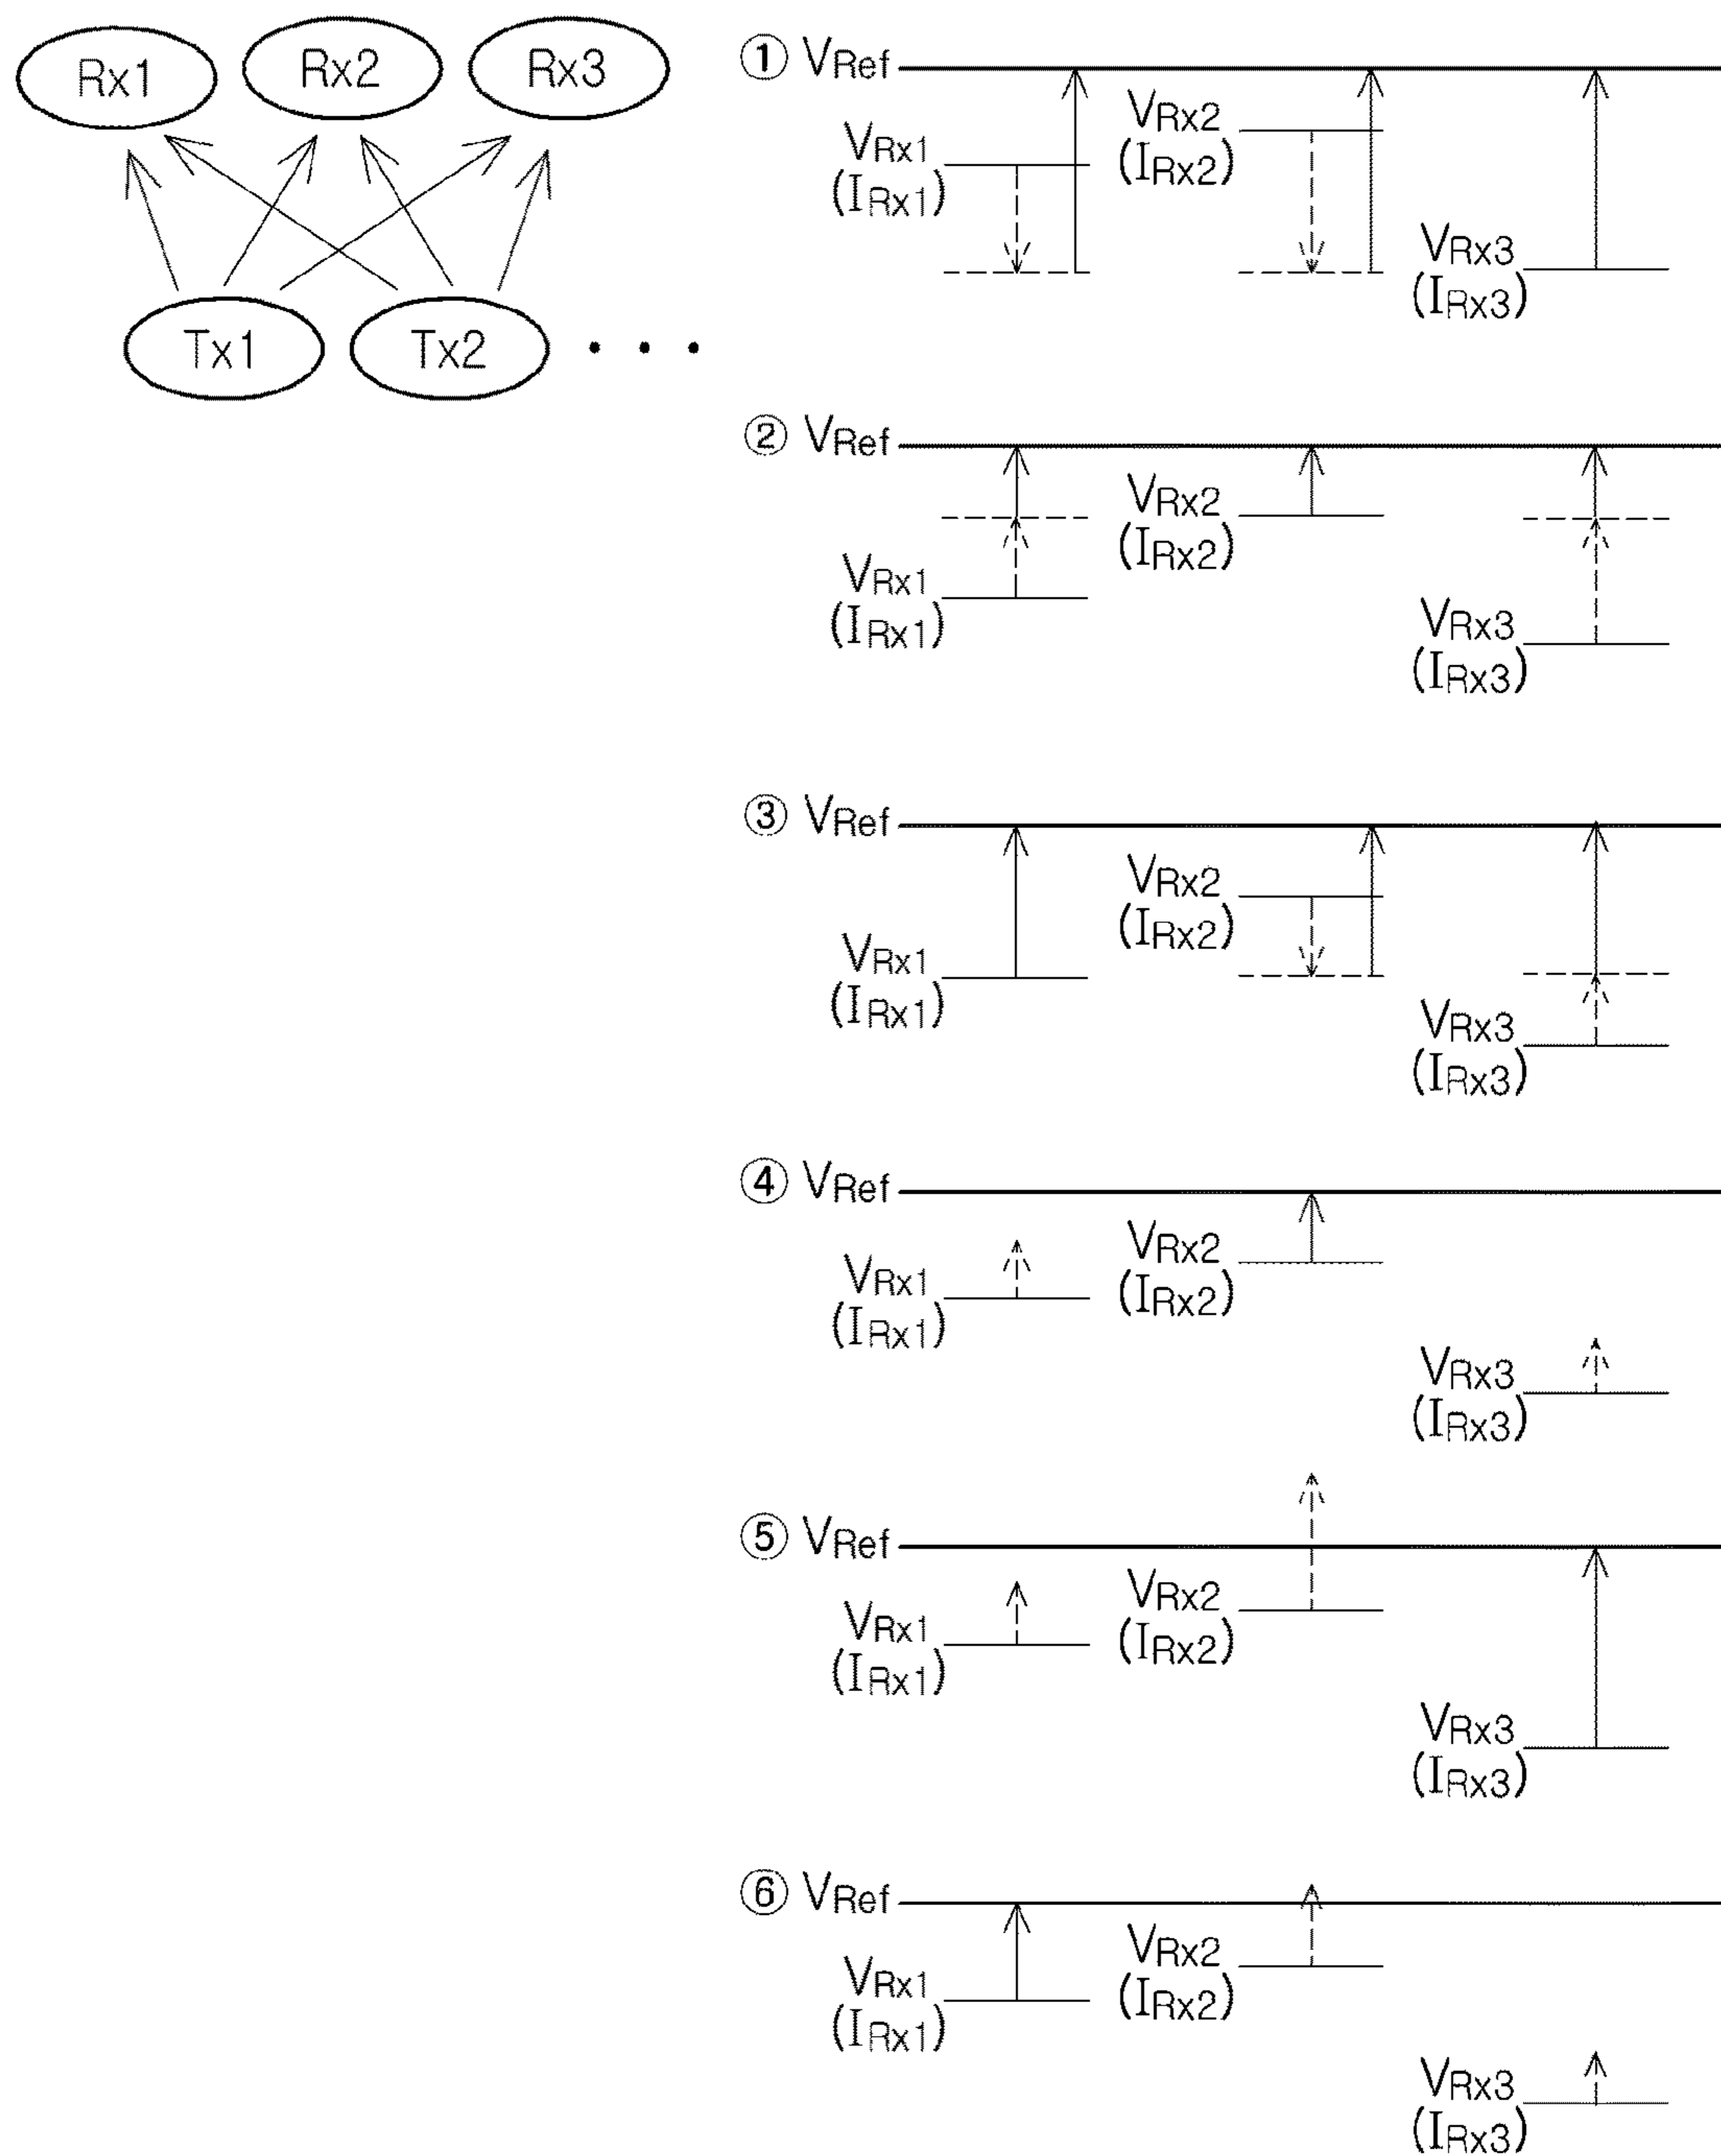 Rx1 Rx2 Rx3
Tx1 Tx2 • • •
① VRef
VRx1 VRx2
(IRx1) (IRx2)
VRx3
(IRx3)
② VRef
VRx2
(IRx2)
VRx1
(IRx1)
VRx3
(IRx3)
③ VRef
VRx2
(IRx2)
VRx1
(IRx1)
VRx3
(IRx3)
④ VRef
VRx1 VRx2
(IRx1) (IRx2)
VRx3
(IRx3)
⑤ VRef
VRx1 VRx2
(IRx1) (IRx2)
VRx3
(IRx3)
⑥ VRef
VRx1 VRx2
(IRx1) (IRx2)
VRx3
(IRx3)